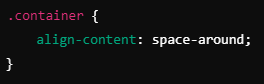 .container {
    align-content: space-around;
}